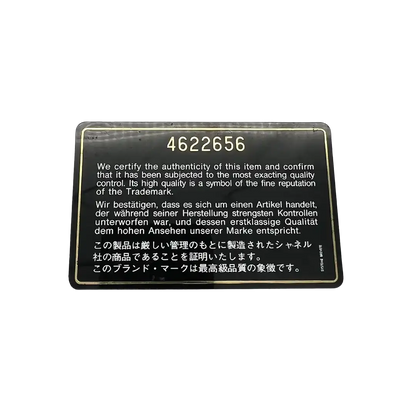 4622656
We certify the authenticity of this item and confirm
that it has been subjected to the most exacting quality
control. Its high quality is a symbol of the fine reputation
of the Trademark.
Wir bestätigen, dass es sich um einen Artikel handelt,
der während seiner Herstellung strengsten Kontrollen
unterworfen war, und dessen erstklassige Qualität
dem hohen Ansehen unserer Marke entspricht.
この製品は厳しい管理のもとに製造されたシャネル
社の商品であることを証明いたします。
このブランド・マークは最高級品質の象徴です。